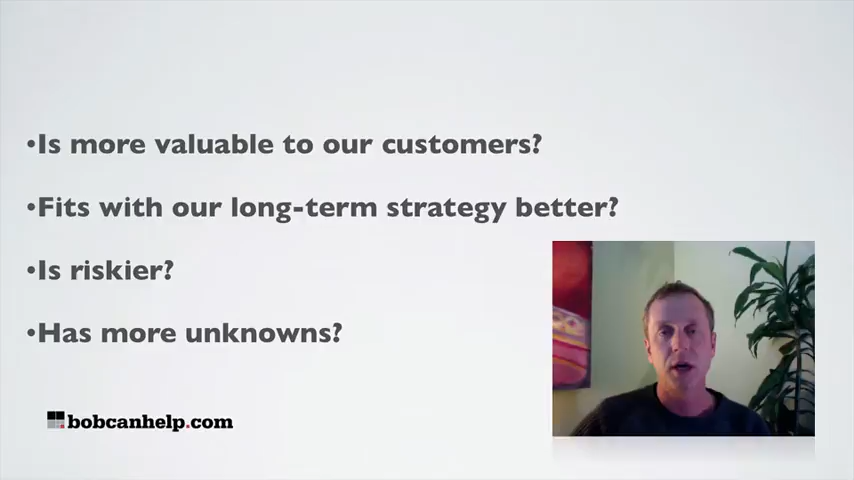 •Is more valuable to our customers?
•Fits with our long-term strategy better?
•Is riskier?
•Has more unknowns?
bobcanhelp.com